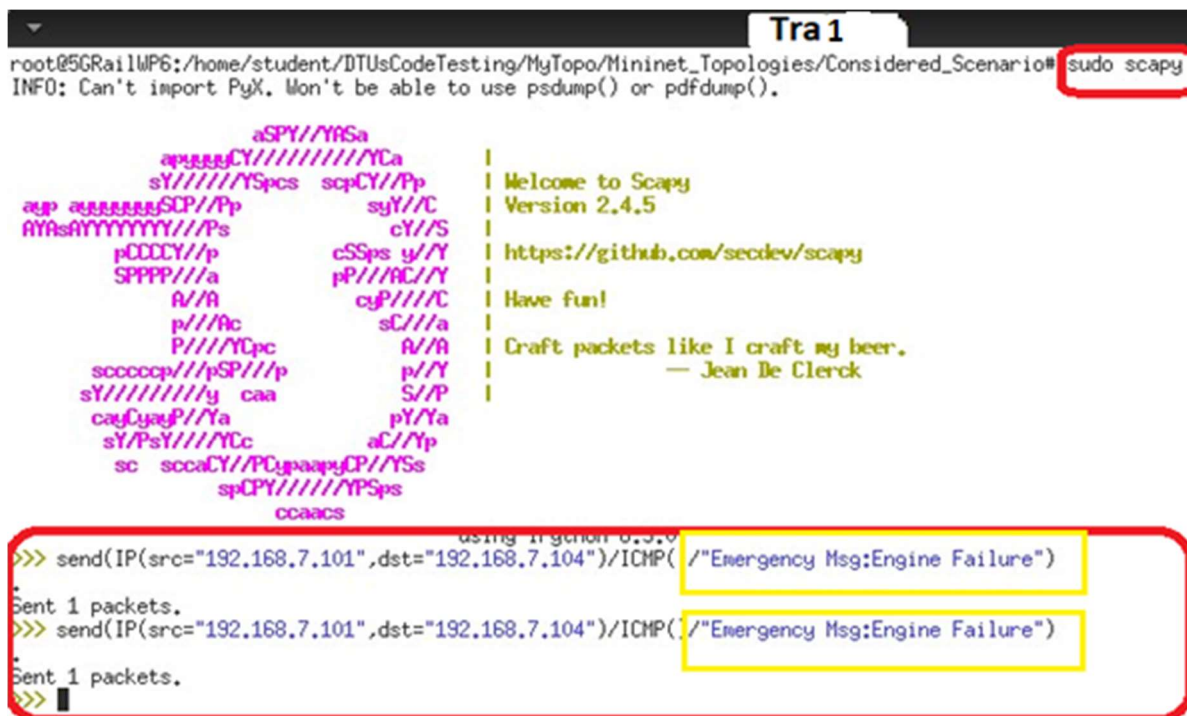 Tra 1
root@5GRailWP6:/home/student/DTUsCodeTesting/MyTopo/Mininet_Topologies/Considered_Scenario# sudo scapy
INFO: Can't import PyX. Won't be able to use psdump() or pdfdump().
aSPY//YASa
apyyyyCY//////////YCa |
sY//////YSpcs scpCY//Pp | Welcome to Scapy
ayp ayyyyyyySCP//Pp syY//C | Version 2.4.5
AYAsAYYYYYYYY///Ps cY//S |
pCCCCY//p cSSps y//Y | https://github.com/secdev/scapy
SPPPP///a pP///AC//Y |
A//A cyP////C | Have fun!
p///Ac sC///a |
P////YCpc A//A | Craft packets like I craft my beer.
scccccp///pSP///p p//Y | -- Jean De Clerck
sY/////////y caa S//P |
cayCyayP//Ya pY/Ya
sY/PsY////YCc aC//Yp
sc sccaCY//PCypaapyCP//YSs
spCPY//////YPSps
ccaacs
using IPython 8.5.0
>>> send(IP(src="192.168.7.101",dst="192.168.7.104")/ICMP( /"Emergency Msg:Engine Failure")
.
Sent 1 packets.
>>> send(IP(src="192.168.7.101",dst="192.168.7.104")/ICMP()/"Emergency Msg:Engine Failure")
.
Sent 1 packets.
>>>